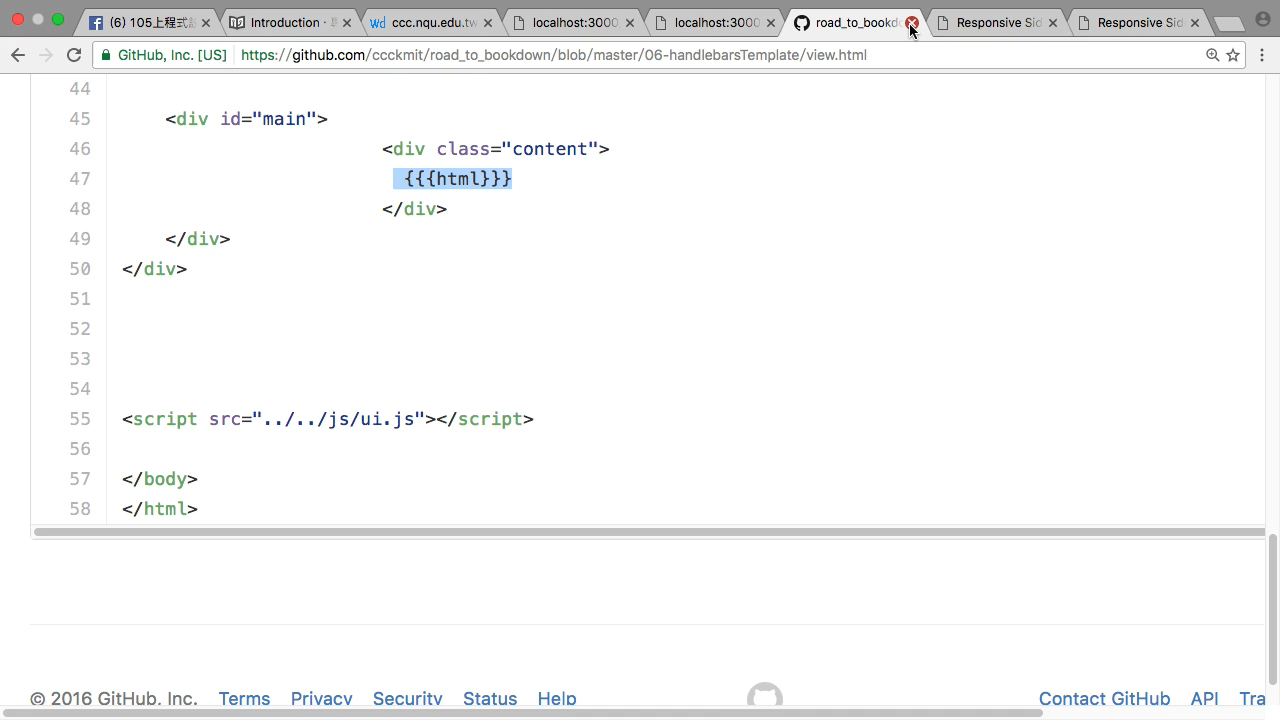 (6) 105上程式設 Introduction · ccc.nqu.edu.tw localhost:3000 localhost:3000 road_to_bookdo Responsive Sid Responsive Sid
GitHub, Inc. [US] https://github.com/ccckmit/road_to_bookdown/blob/master/06-handlebarsTemplate/view.html
44
45 <div id="main">
46 <div class="content">
47 {{{html}}}
48 </div>
49 </div>
50 </div>
51
52
53
54
55 <script src="../../js/ui.js"></script>
56
57 </body>
58 </html>
© 2016 GitHub, Inc. Terms Privacy Security Status Help Contact GitHub API Tra